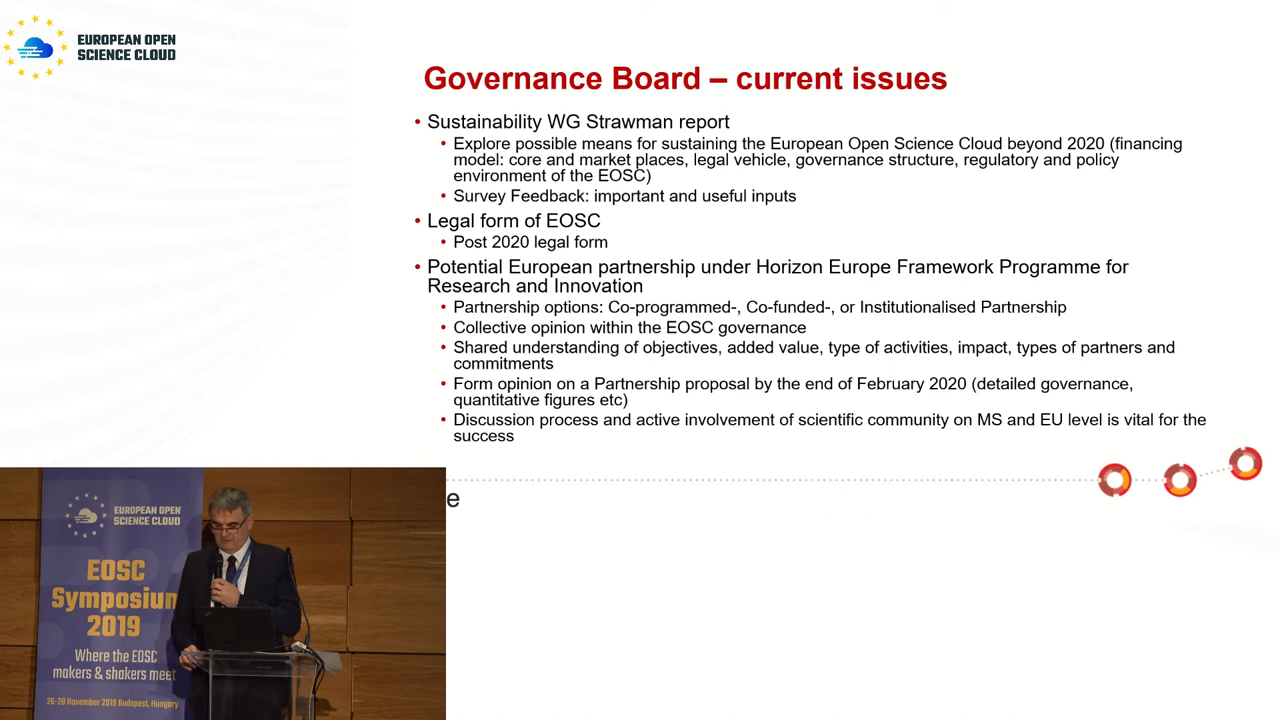 EUROPEAN OPEN
SCIENCE CLOUD
Governance Board – current issues
• Sustainability WG Strawman report
• Explore possible means for sustaining the European Open Science Cloud beyond 2020 (financing
model: core and market places, legal vehicle, governance structure, regulatory and policy
environment of the EOSC)
• Survey Feedback: important and useful inputs
• Legal form of EOSC
• Post 2020 legal form
• Potential European partnership under Horizon Europe Framework Programme for
Research and Innovation
• Partnership options: Co-programmed-, Co-funded-, or Institutionalised Partnership
• Collective opinion within the EOSC governance
• Shared understanding of objectives, added value, type of activities, impact, types of partners and
commitments
• Form opinion on a Partnership proposal by the end of February 2020 (detailed governance,
quantitative figures etc)
• Discussion process and active involvement of scientific community on MS and EU level is vital for the
success
e
EUROPEAN OPEN
SCIENCE CLOUD
EOSC
Symposium
2019
Where the EOSC
makers & shakers meet
26-28 November 2019 Budapest, Hungary